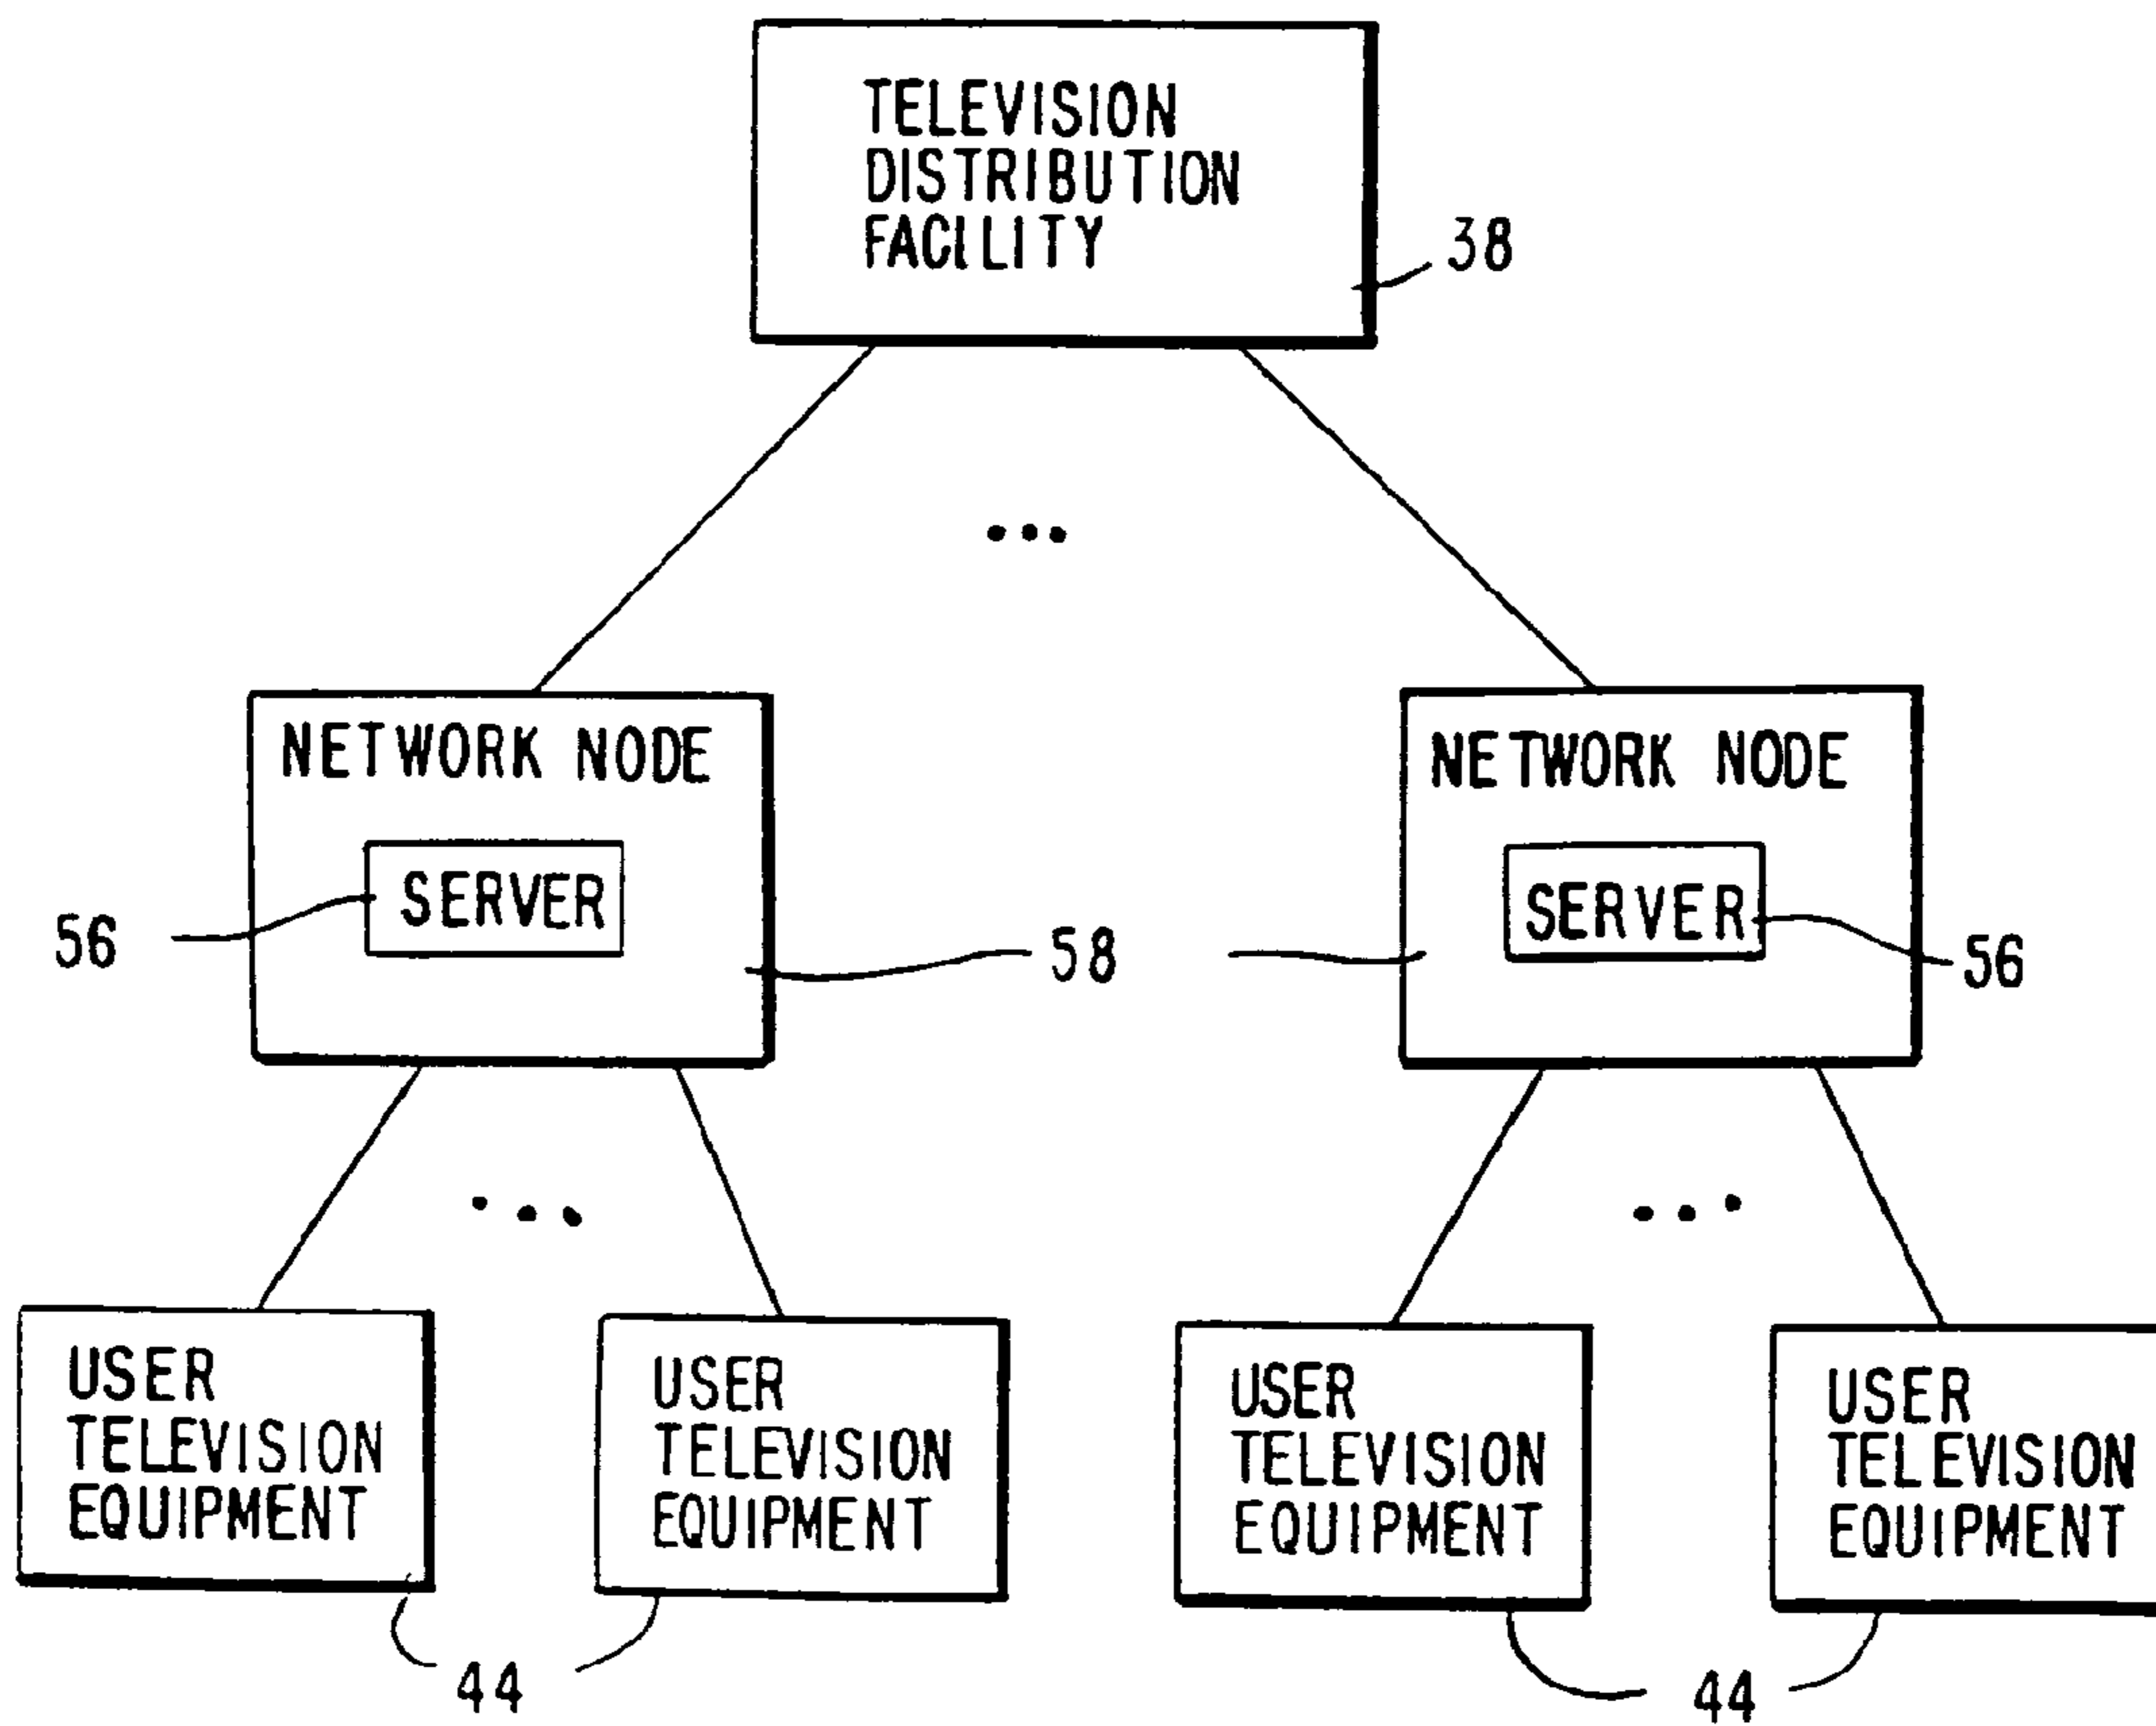 TELEVISION
DISTRIBUTION
FACILITY
38
NETWORK NODE
SERVER
56
58
NETWORK NODE
SERVER
56
USER
TELEVISION
EQUIPMENT
USER
TELEVISION
EQUIPMENT
44
USER
TELEVISION
EQUIPMENT
USER
TELEVISION
EQUIPMENT
44